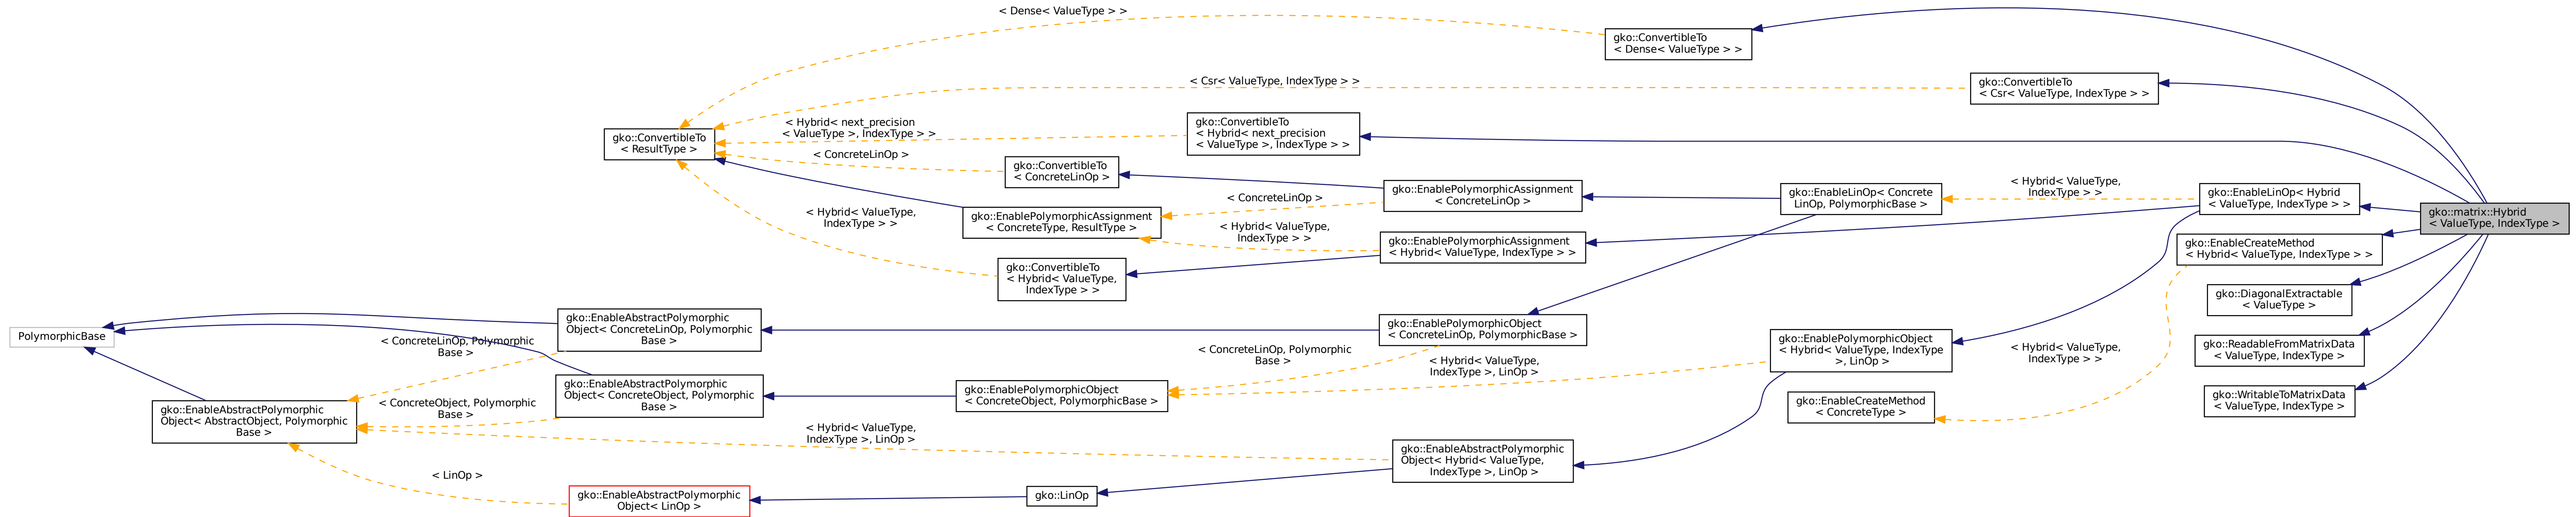 < Dense< ValueType > >
gko::ConvertibleTo
< Dense< ValueType > >
< Csr< ValueType, IndexType > >
gko::ConvertibleTo
< Csr< ValueType, IndexType > >
gko::ConvertibleTo
< ResultType >
< Hybrid< next_precision
< ValueType >, IndexType > >
gko::ConvertibleTo
< Hybrid< next_precision
< ValueType >, IndexType > >
< ConcreteLinOp >
gko::ConvertibleTo
< ConcreteLinOp >
gko::EnablePolymorphicAssignment
< ConcreteLinOp >
gko::EnableLinOp< Concrete
LinOp, PolymorphicBase >
< Hybrid< ValueType,
IndexType > >
gko::EnableLinOp< Hybrid
< ValueType, IndexType > >
gko::matrix::Hybrid
< ValueType, IndexType >
< Hybrid< ValueType,
IndexType > >
gko::EnablePolymorphicAssignment
< ConcreteType, ResultType >
< ConcreteLinOp >
< Hybrid< ValueType,
IndexType > >
gko::EnablePolymorphicAssignment
< Hybrid< ValueType, IndexType > >
gko::EnableCreateMethod
< Hybrid< ValueType, IndexType > >
gko::ConvertibleTo
< Hybrid< ValueType,
IndexType > >
gko::DiagonalExtractable
< ValueType >
PolymorphicBase
gko::EnableAbstractPolymorphic
Object< ConcreteLinOp, Polymorphic
Base >
gko::EnablePolymorphicObject
< ConcreteLinOp, PolymorphicBase >
gko::EnablePolymorphicObject
< Hybrid< ValueType, IndexType
>, LinOp >
< Hybrid< ValueType,
IndexType > >
gko::ReadableFromMatrixData
< ValueType, IndexType >
< ConcreteLinOp, Polymorphic
Base >
< ConcreteLinOp, Polymorphic
Base >
< Hybrid< ValueType,
IndexType >, LinOp >
gko::EnableAbstractPolymorphic
Object< ConcreteObject, Polymorphic
Base >
gko::EnablePolymorphicObject
< ConcreteObject, PolymorphicBase >
gko::EnableCreateMethod
< ConcreteType >
gko::WritableToMatrixData
< ValueType, IndexType >
gko::EnableAbstractPolymorphic
Object< AbstractObject, Polymorphic
Base >
< ConcreteObject, Polymorphic
Base >
< Hybrid< ValueType,
IndexType >, LinOp >
gko::EnableAbstractPolymorphic
Object< Hybrid< ValueType,
IndexType >, LinOp >
< LinOp >
gko::EnableAbstractPolymorphic
Object< LinOp >
gko::LinOp